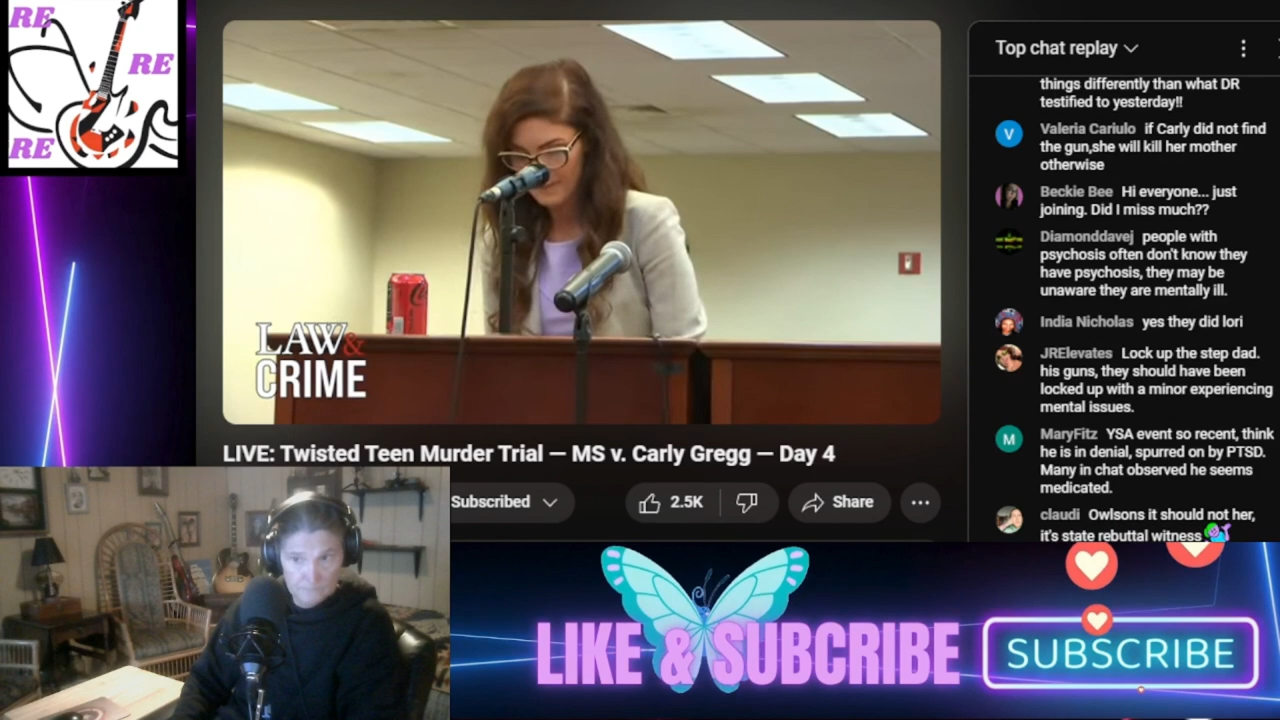 RE
RE
RE
LAW&
CRIME
LIVE: Twisted Teen Murder Trial — MS v. Carly Gregg — Day 4
Subscribed
2.5K
Share
Top chat replay
things differently than what DR
testified to yesterday!!
V
Valeria Cariulo if Carly did not find
the gun,she will kill her mother
otherwise
Beckie Bee Hi everyone... just
joining. Did I miss much??
Diamonddavej people with
psychosis often don't know they
have psychosis, they may be
unaware they are mentally ill.
India Nicholas yes they did lori
JRElevates Lock up the step dad.
his guns, they should have been
locked up with a minor experiencing
mental issues.
M
MaryFitz YSA event so recent, think
he is in denial, spurred on by PTSD.
Many in chat observed he seems
medicated.
claudi Owlsons it should not her,
it's state rebuttal witness
LIKE & SUBCRIBE
SUBSCRIBE